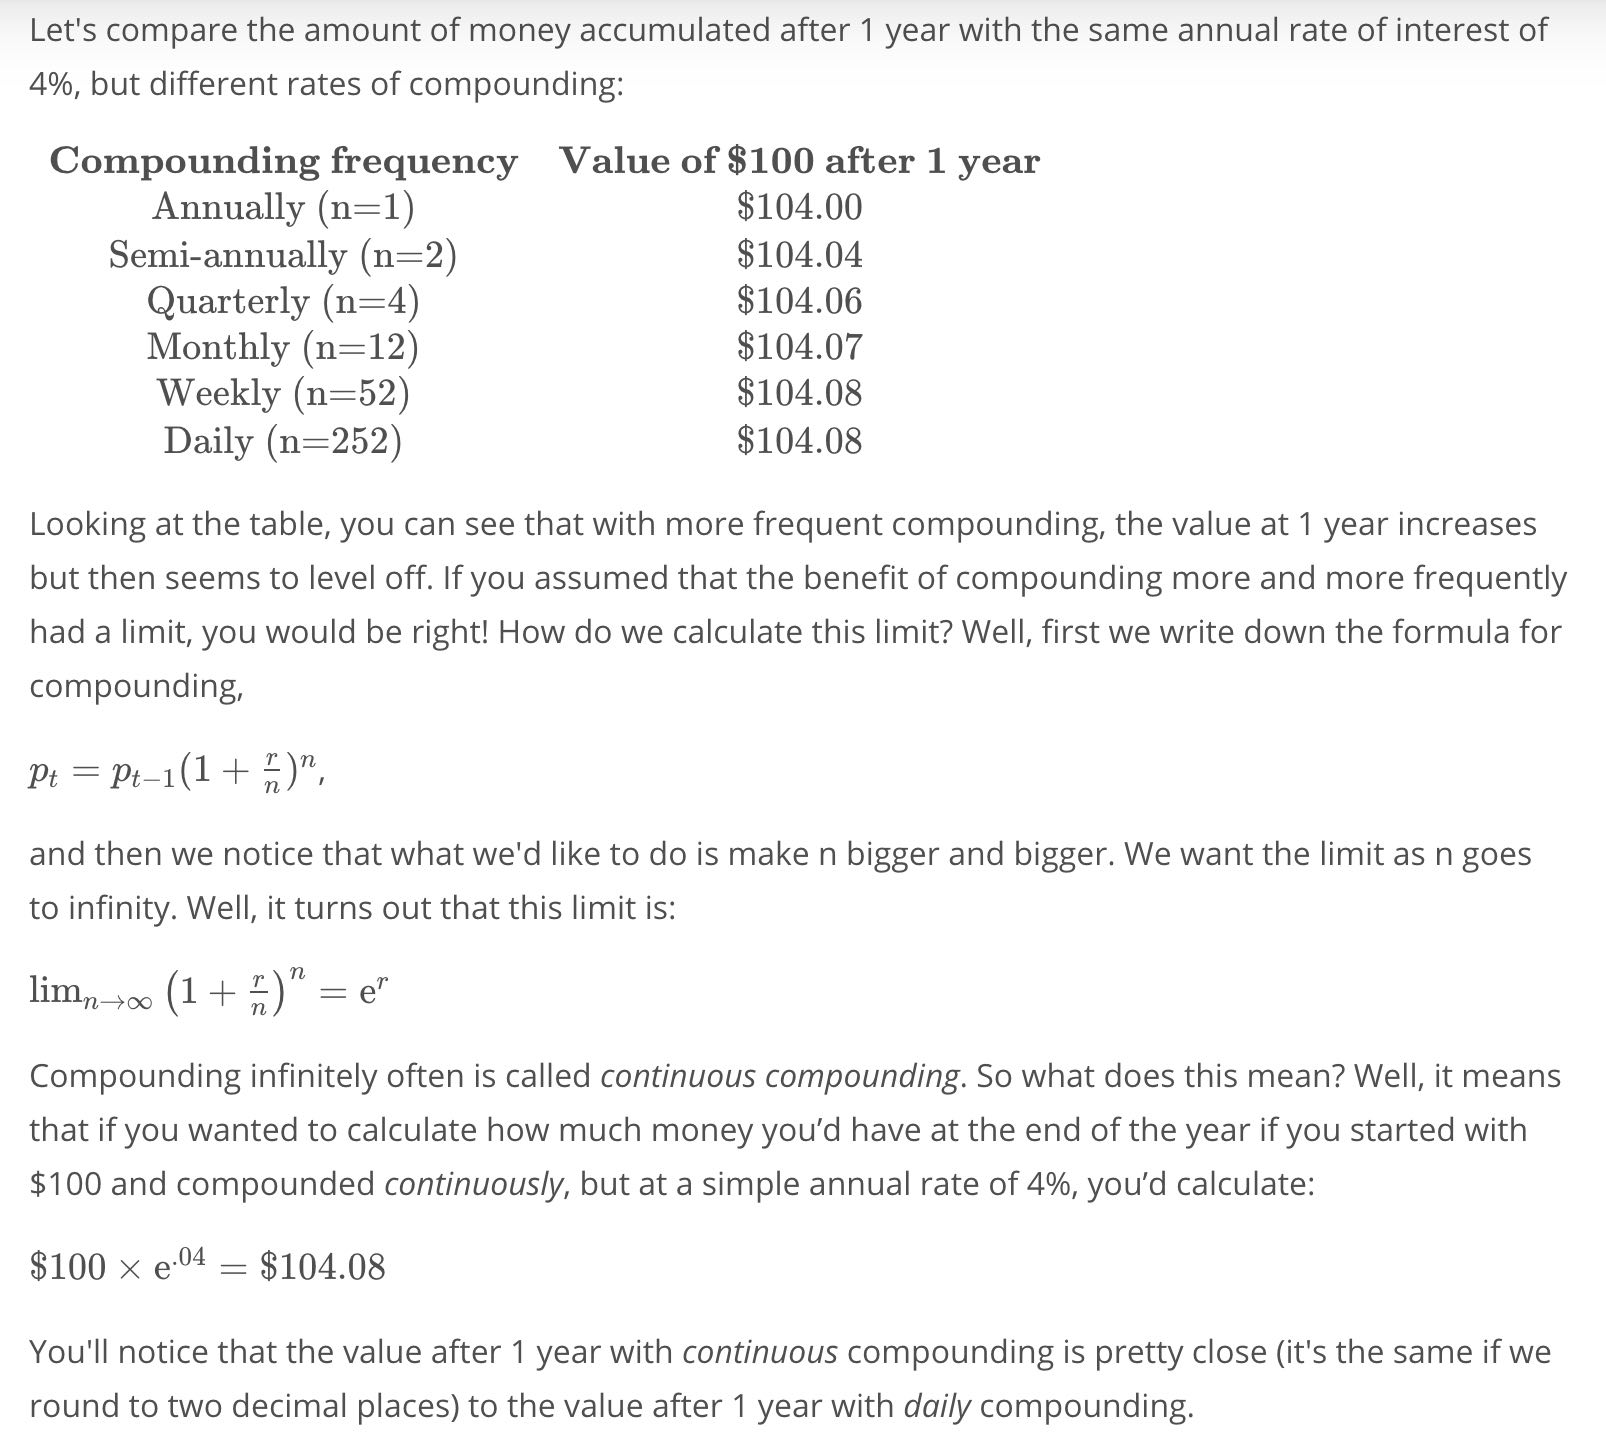 Let's compare the amount of money accumulated after 1 year with the same annual rate of interest of
4%, but different rates of compounding:
Compounding frequency Value of $100 after 1 year
Annually (n=1) $104.00
Semi-annually (n=2) $104.04
Quarterly (n=4) $104.06
Monthly (n=12) $104.07
Weekly (n=52) $104.08
Daily (n=252) $104.08
Looking at the table, you can see that with more frequent compounding, the value at 1 year increases
but then seems to level off. If you assumed that the benefit of compounding more and more frequently
had a limit, you would be right! How do we calculate this limit? Well, first we write down the formula for
compounding,
p_t = p_{t−1}(1 + \frac{r}{n})^n,
and then we notice that what we'd like to do is make n bigger and bigger. We want the limit as n goes
to infinity. Well, it turns out that this limit is:
lim_{n→∞} (1 + \frac{r}{n})^n = e^r
Compounding infinitely often is called continuous compounding. So what does this mean? Well, it means
that if you wanted to calculate how much money you’d have at the end of the year if you started with
$100 and compounded continuously, but at a simple annual rate of 4%, you’d calculate:
$100 × e^{.04} = $104.08
You'll notice that the value after 1 year with continuous compounding is pretty close (it's the same if we
round to two decimal places) to the value after 1 year with daily compounding.